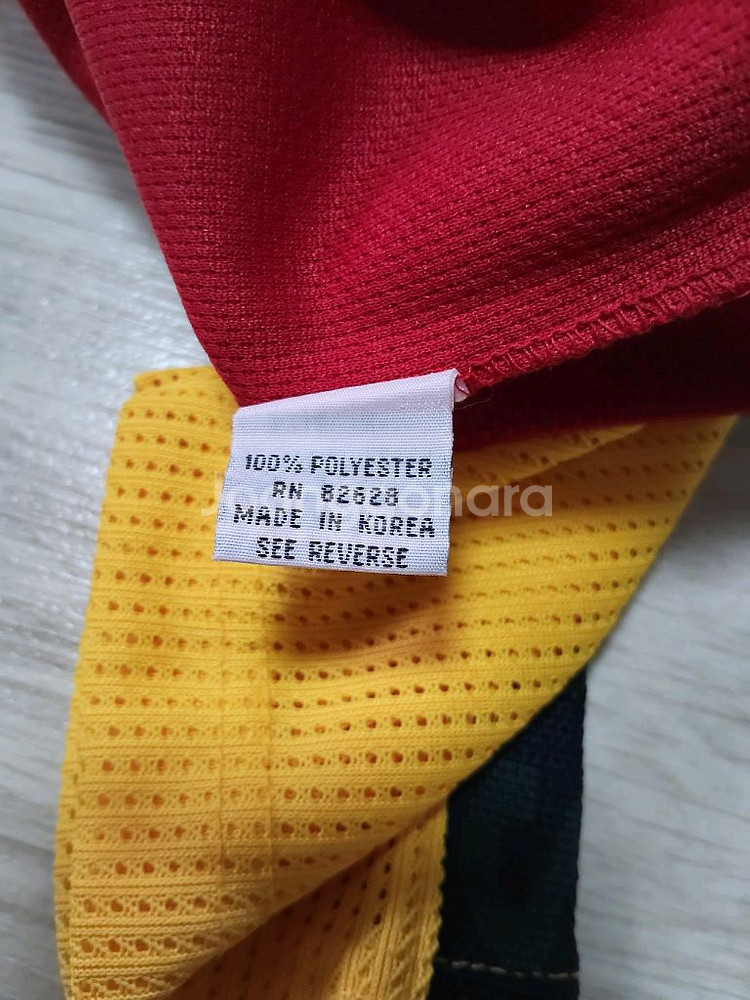 100% POLYESTER
RN 82628
MADE IN KOREA
SEE REVERSE